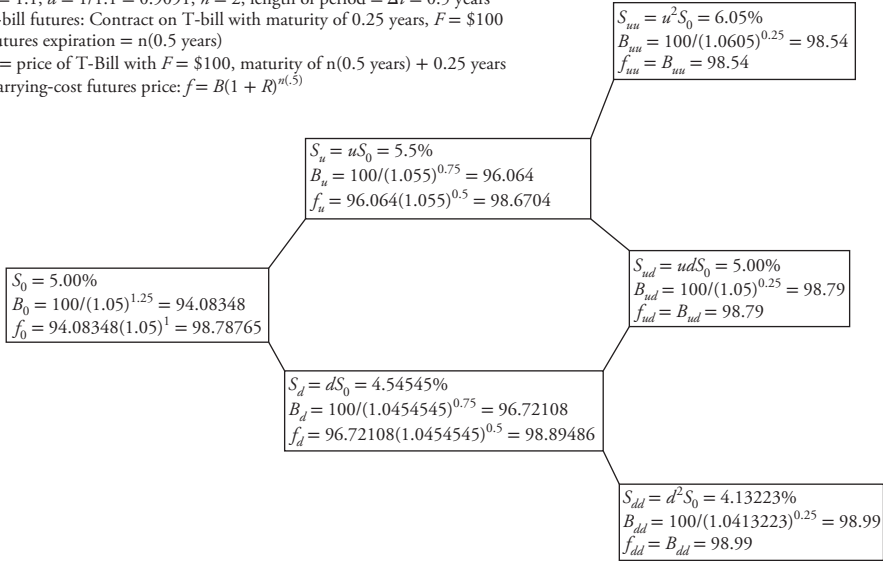 = 1.1, d = 1/1.1 = 0.9091, n = 2, length of period = Δt = 0.5 years
bill futures: Contract on T-bill with maturity of 0.25 years, F = $100
utures expiration = n(0.5 years)
= price of T-Bill with F = $100, maturity of n(0.5 years) + 0.25 years
arrying-cost futures price: f = B(1 + R)^n(.5)
S_uu = u²S_0 = 6.05%
B_uu = 100/(1.0605)^0.25 = 98.54
f_uu = B_uu = 98.54
S_u = uS_0 = 5.5%
B_u = 100/(1.055)^0.75 = 96.064
f_u = 96.064(1.055)^0.5 = 98.6704
S_0 = 5.00%
B_0 = 100/(1.05)^1.25 = 94.08348
f_0 = 94.08348(1.05)^1 = 98.78765
S_ud = udS_0 = 5.00%
B_ud = 100/(1.05)^0.25 = 98.79
f_ud = B_ud = 98.79
S_d = dS_0 = 4.54545%
B_d = 100/(1.0454545)^0.75 = 96.72108
f_d = 96.72108(1.0454545)^0.5 = 98.89486
S_dd = d²S_0 = 4.13223%
B_dd = 100/(1.0413223)^0.25 = 98.99
f_dd = B_dd = 98.99